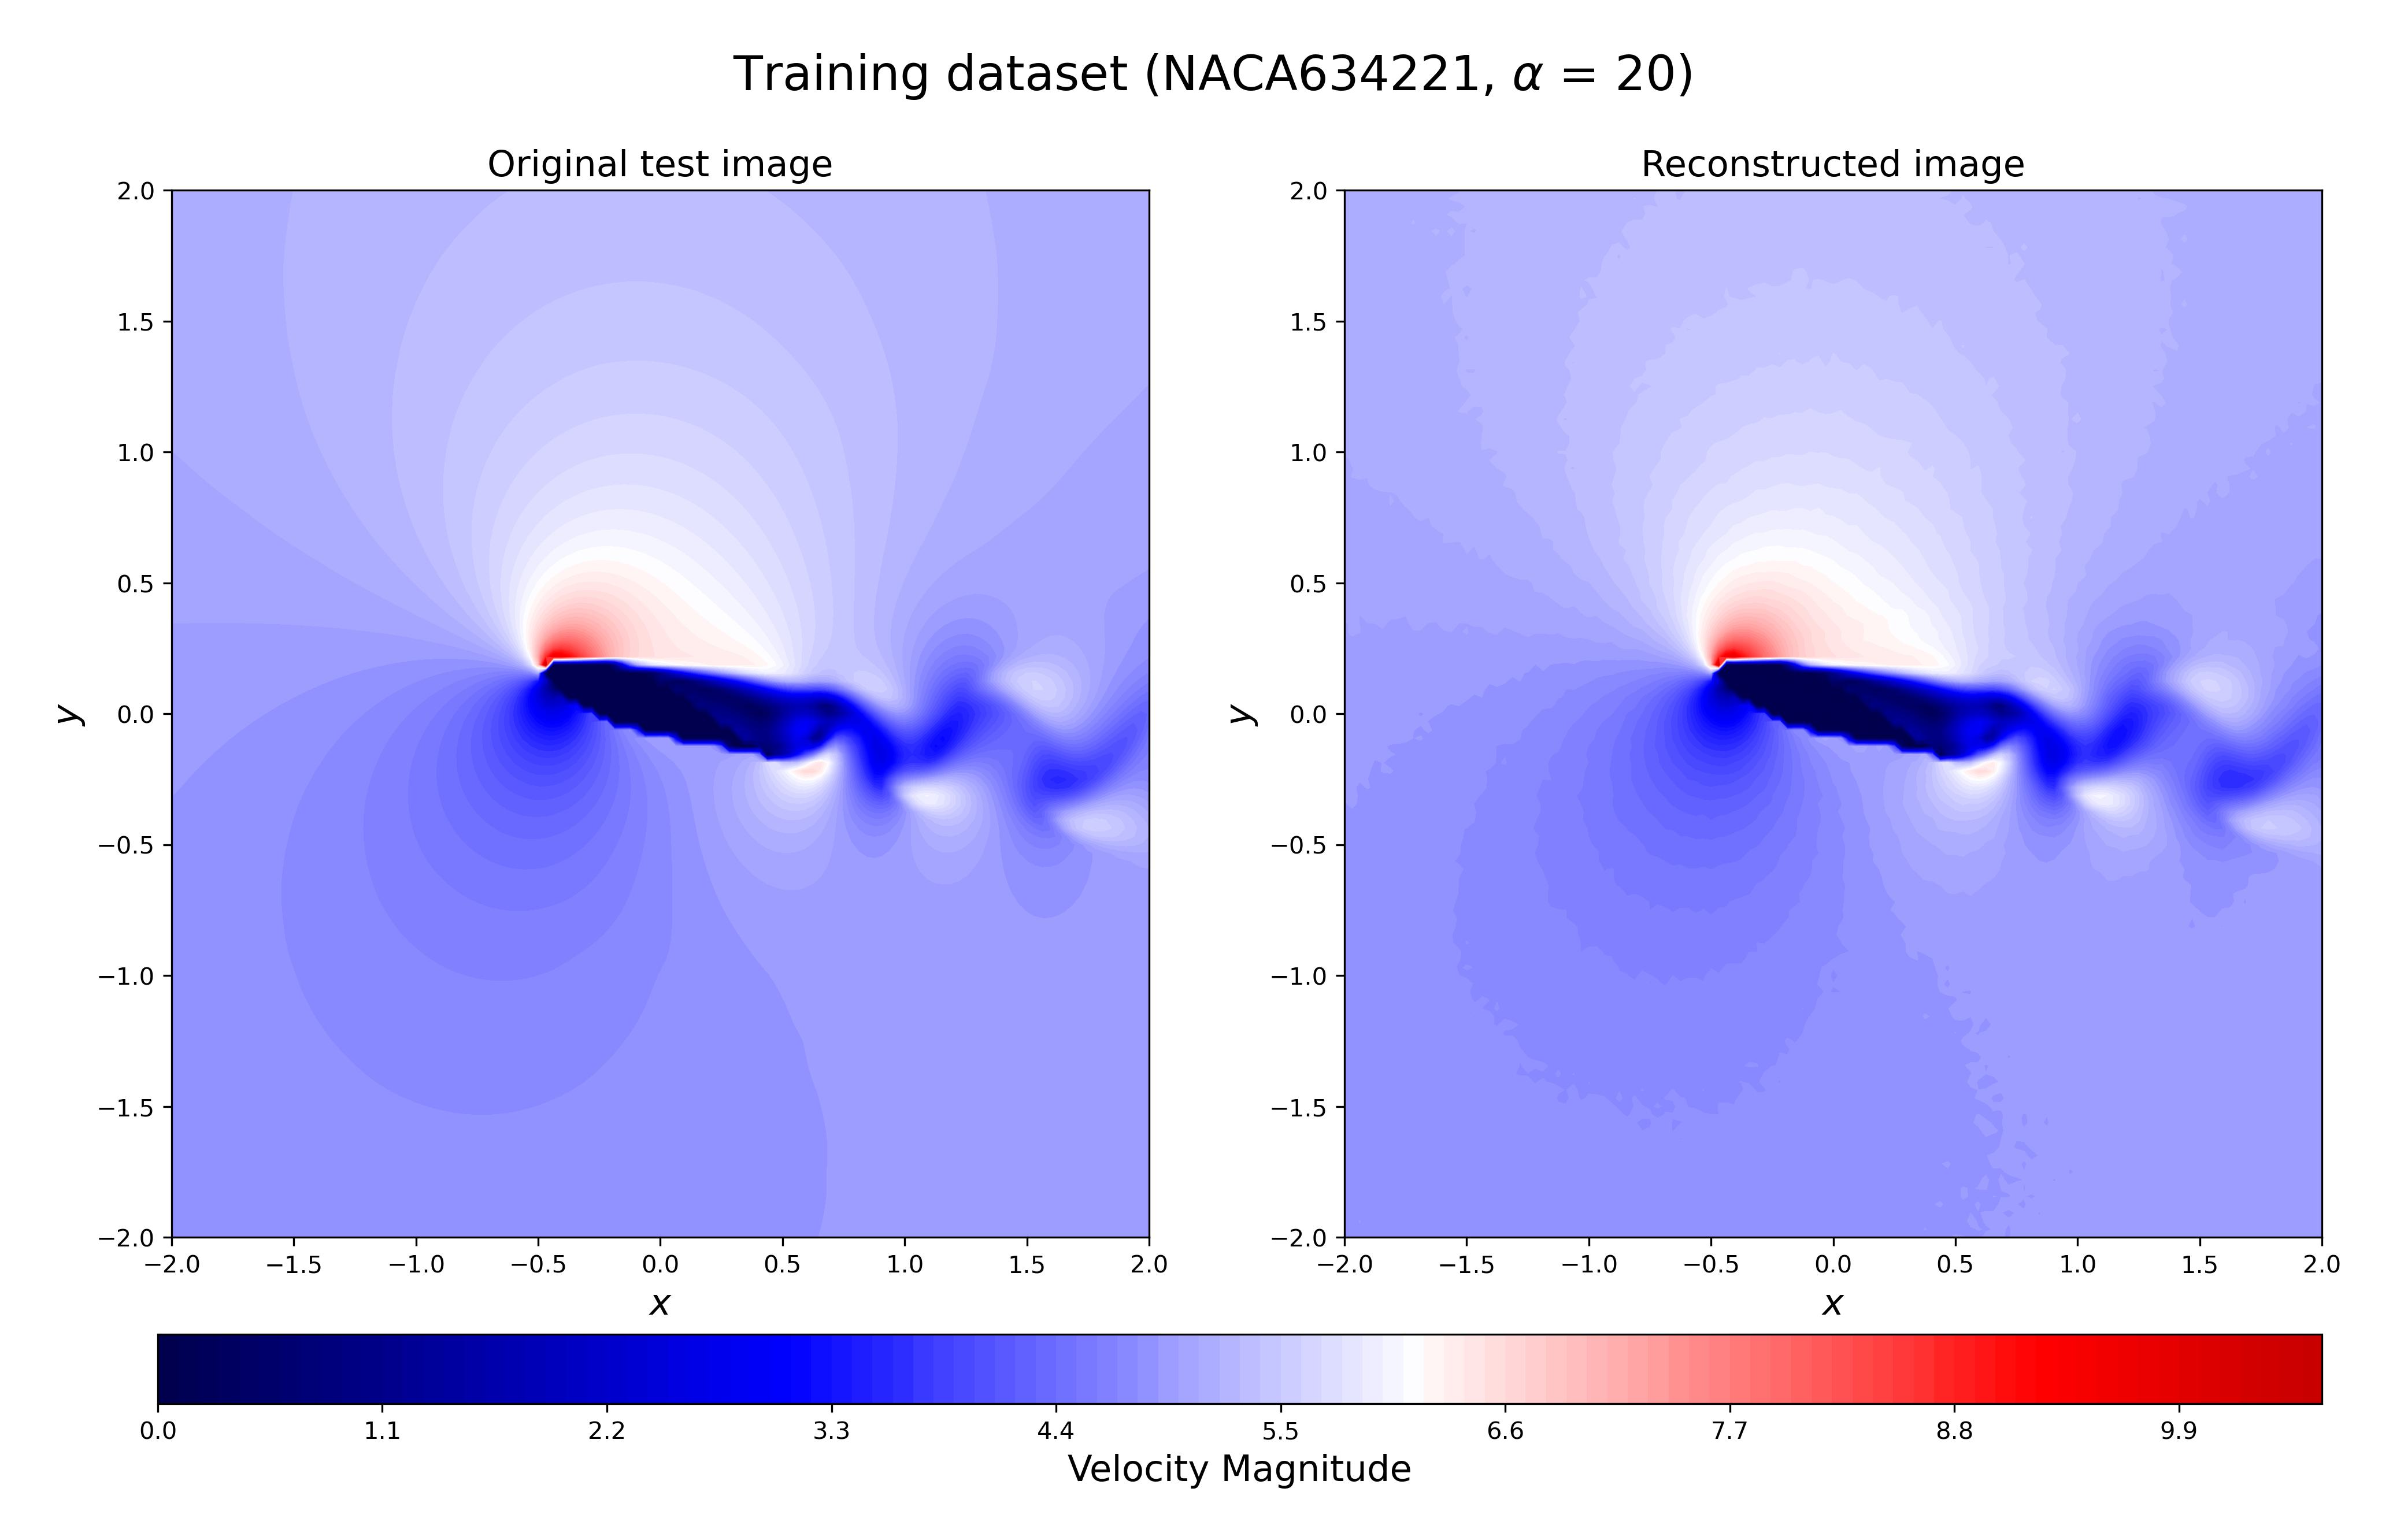 Training dataset (NACA634221, α = 20)
Original test image
2.0
1.5
1.0
0.5
0.0
−0.5
−1.0
−1.5
−2.0
y
−2.0 −1.5 −1.0 −0.5 0.0 0.5 1.0 1.5 2.0
x
Reconstructed image
2.0
1.5
1.0
0.5
0.0
−0.5
−1.0
−1.5
−2.0
y
−2.0 −1.5 −1.0 −0.5 0.0 0.5 1.0 1.5 2.0
x
0.0 1.1 2.2 3.3 4.4 5.5 6.6 7.7 8.8 9.9
Velocity Magnitude